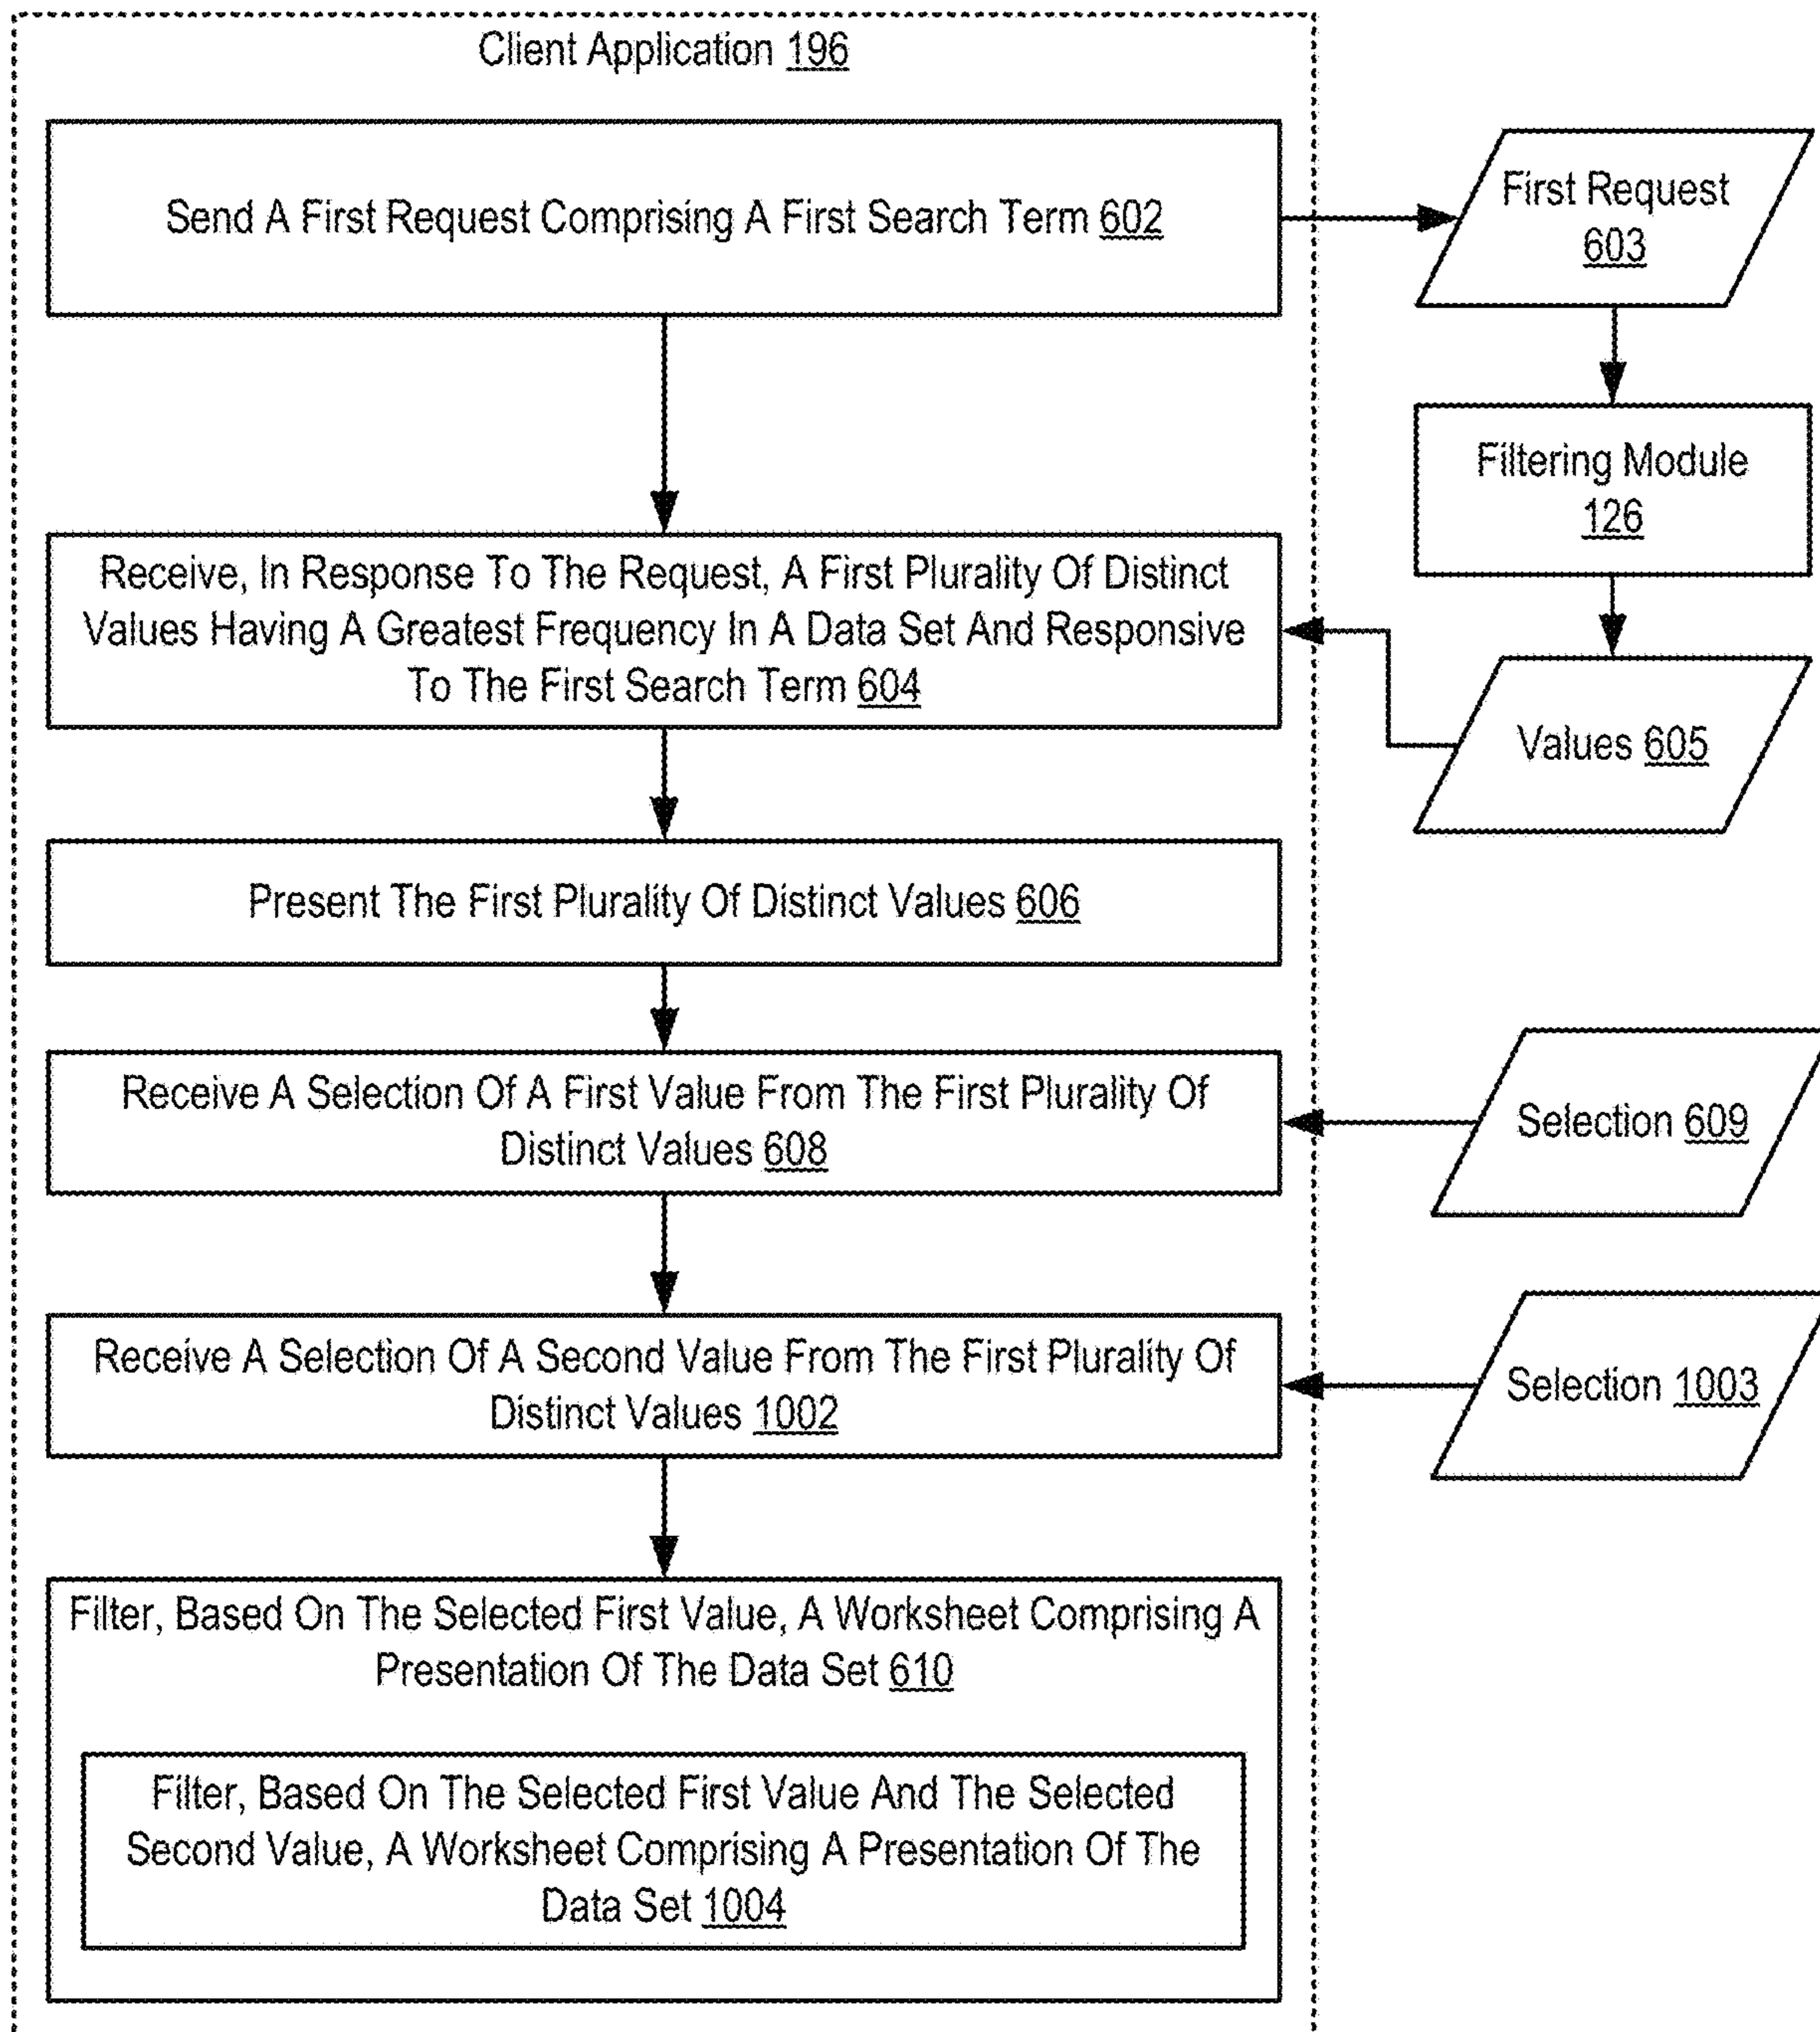 Client Application 196
Send A First Request Comprising A First Search Term 602
First Request
603
Filtering Module
126
Receive, In Response To The Request, A First Plurality Of Distinct
Values Having A Greatest Frequency In A Data Set And Responsive
To The First Search Term 604
Values 605
Present The First Plurality Of Distinct Values 606
Receive A Selection Of A First Value From The First Plurality Of
Distinct Values 608
Selection 609
Receive A Selection Of A Second Value From The First Plurality Of
Distinct Values 1002
Selection 1003
Filter, Based On The Selected First Value, A Worksheet Comprising A
Presentation Of The Data Set 610
Filter, Based On The Selected First Value And The Selected
Second Value, A Worksheet Comprising A Presentation Of The
Data Set 1004